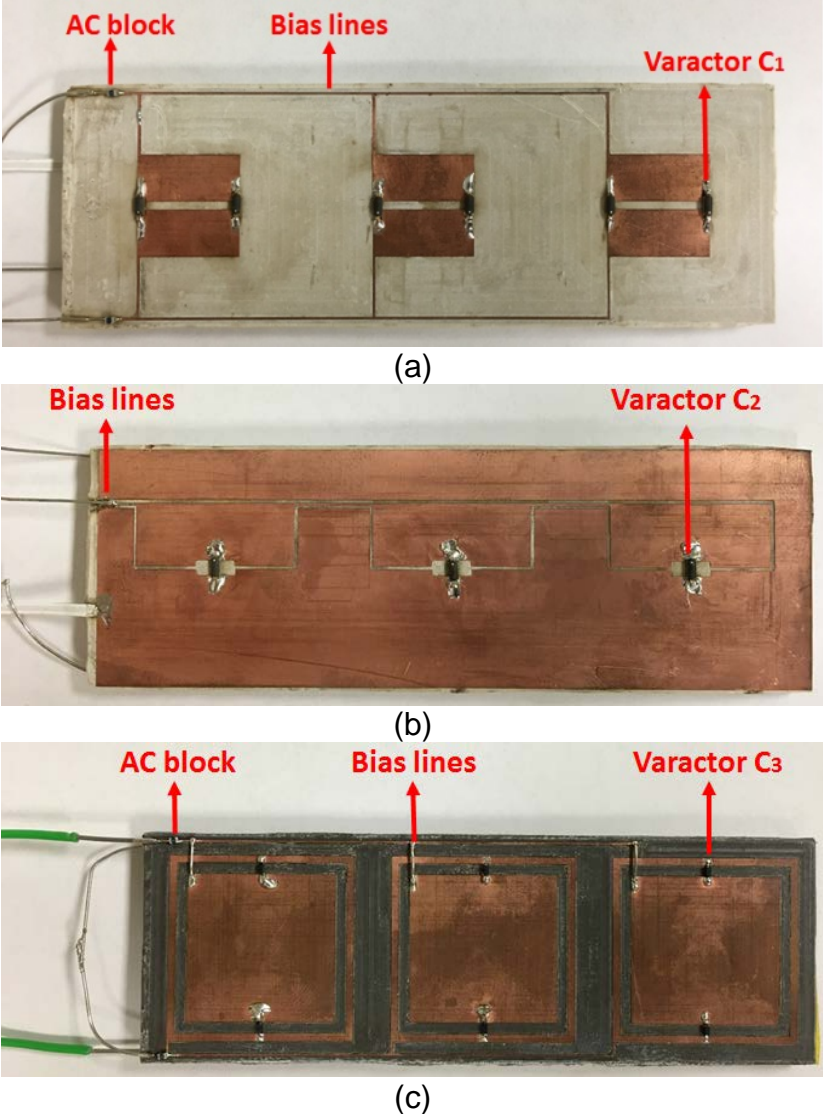 AC block Bias lines
Varactor C1
(a)
Bias lines Varactor C2
(b)
AC block Bias lines Varactor C3
(c)